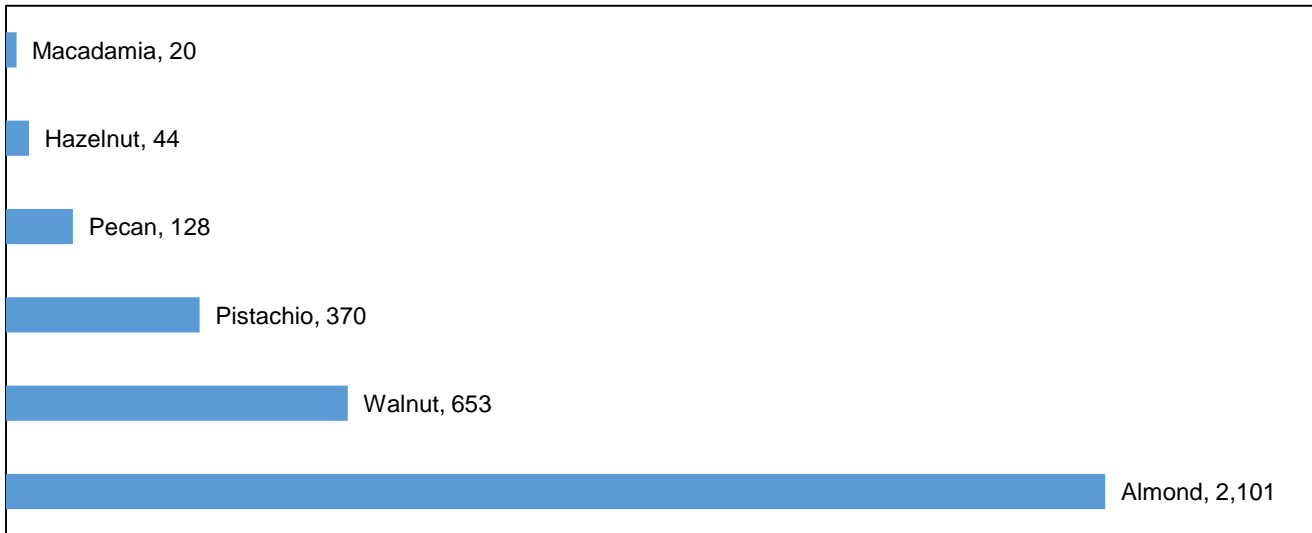 Macadamia, 20
Hazelnut, 44
Pecan, 128
Pistachio, 370
Walnut, 653
Almond, 2,101